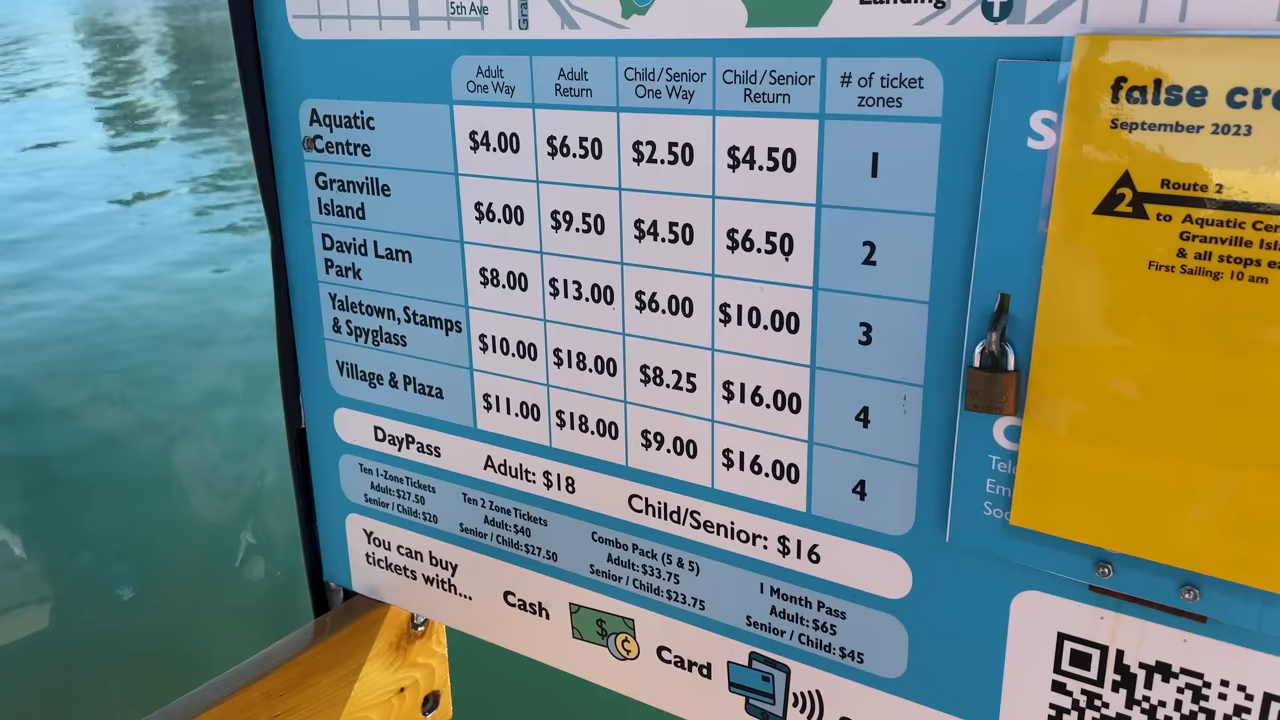 5th Ave
Gra
Landing
T
Adult
One Way
Adult
Return
Child/Senior
One Way
Child/Senior
Return
# of ticket
zones
Aquatic
Centre
$4.00
$6.50
$2.50
$4.50
1
Granville
Island
$6.00
$9.50
$4.50
$6.50
2
David Lam
Park
$8.00
$13.00
$6.00
$10.00
3
Yaletown, Stamps
& Spyglass
$10.00
$18.00
$8.25
$16.00
4
Village & Plaza
$11.00
$18.00
$9.00
$16.00
4
DayPass
Adult: $18
Child/Senior: $16
Ten 1-Zone Tickets
Adult: $27.50
Senior / Child: $20
Ten 2 Zone Tickets
Adult: $40
Senior / Child: $27.50
Combo Pack (5 & 5)
Adult: $33.75
Senior / Child: $23.75
1 Month Pass
Adult: $65
Senior / Child: $45
You can buy
tickets with...
Cash
Card
S
C
Tele
Em
Soc
false cre
September 2023
2
Route 2
to Aquatic Cen
Granville Isl
& all stops ea
First Sailing: 10 am